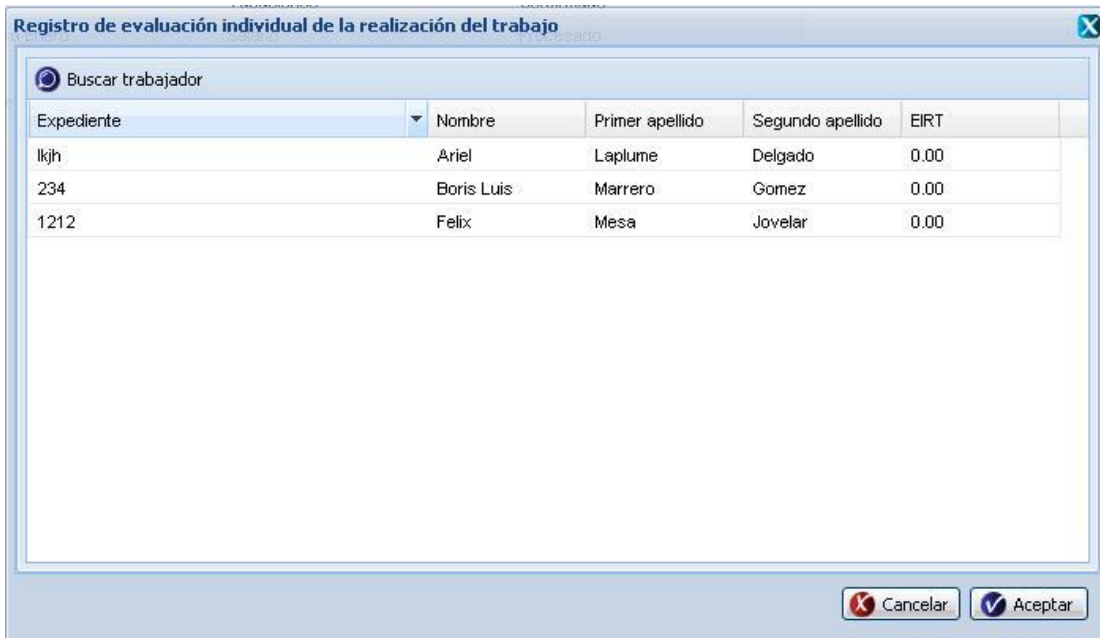 Registro de evaluación individual de la realización del trabajo
Procesado
Buscar trabajador
Expediente Nombre Primer apellido Segundo apellido EIRT
lkjh Ariel Laplume Delgado 0.00
234 Boris Luis Marrero Gomez 0.00
1212 Felix Mesa Jovelar 0.00
Cancelar Aceptar